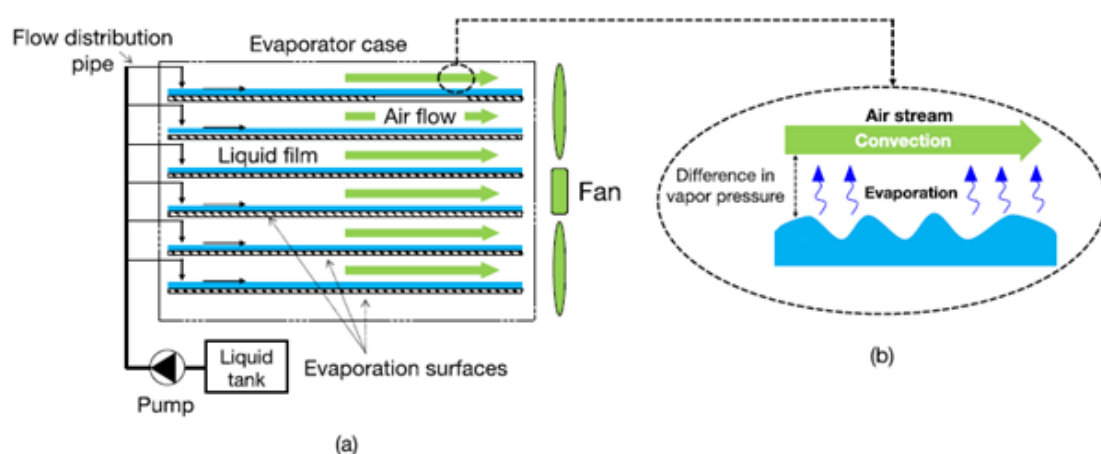 Flow distribution
pipe
Evaporator case
Air flow
Liquid film
Fan
Evaporation surfaces
Liquid
tank
Pump
(a)
Air stream
Convection
Difference in
vapor pressure
Evaporation
(b)